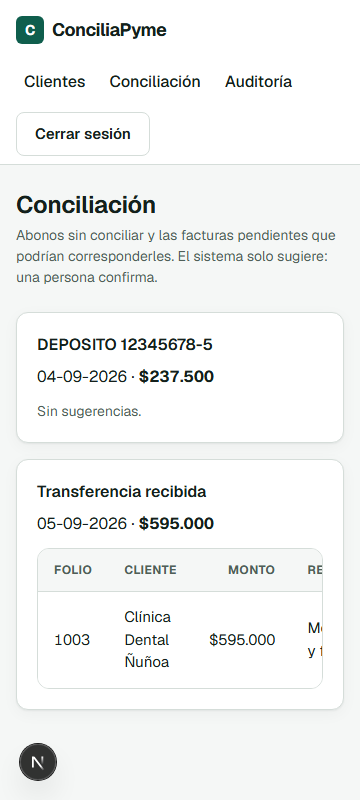 C ConciliaPyme
Clientes Conciliación Auditoría
Cerrar sesión
Conciliación
Abonos sin conciliar y las facturas pendientes que
podrían corresponderles. El sistema solo sugiere:
una persona confirma.
DEPOSITO 12345678-5
04-09-2026 · $237.500
Sin sugerencias.
Transferencia recibida
05-09-2026 · $595.000
FOLIO CLIENTE MONTO
Clínica
1003 Dental $595.000
Ñuñoa
N